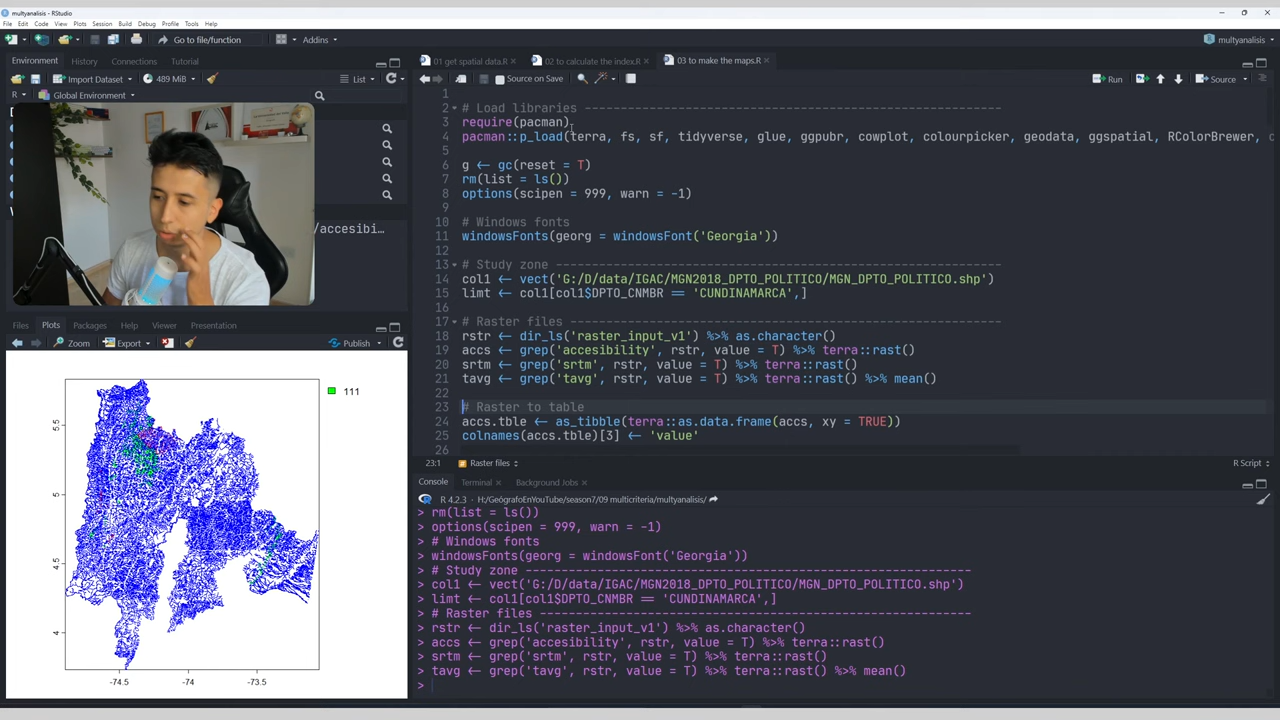 multyanalisis - RStudio
File Edit Code View Plots Session Build Debug Profile Tools Help
Go to file/function
Addins
multyanalisis
Environment History Connections Tutorial
Import Dataset 489 MiB List
R Global Environment
/accesibi...
Files Plots Packages Help Viewer Presentation
Zoom Export Publish
111
5.5
5
4.5
4
-74.5 -74 -73.5
01 get spatial data.R 02 to calculate the index.R 03 to make the maps.R
Source on Save Run Source
1
2 # Load libraries -----------------------------------------------------------
3 require(pacman)
4 pacman::p_load(terra, fs, sf, tidyverse, glue, ggpubr, cowplot, colourpicker, geodata, ggspatial, RColorBrewer, c
6 g <- gc(reset = T)
7 rm(list = ls())
8 options(scipen = 999, warn = -1)
9
10 # Windows fonts
11 windowsFonts(georg = windowsFont('Georgia'))
12
13 # Study zone ---------------------------------------------------------------
14 col1 <- vect('G:/D/data/IGAC/MGN2018_DPTO_POLITICO/MGN_DPTO_POLITICO.shp')
15 limt <- col1[col1$DPTO_CNMBR == 'CUNDINAMARCA',]
16
17 # Raster files -------------------------------------------------------------
18 rstr <- dir_ls('raster_input_v1') %>% as.character()
19 accs <- grep('accesibility', rstr, value = T) %>% terra::rast()
20 srtm <- grep('srtm', rstr, value = T) %>% terra::rast()
21 tavg <- grep('tavg', rstr, value = T) %>% terra::rast() %>% mean()
22
23 # Raster to table
24 accs.tble <- as_tibble(terra::as.data.frame(accs, xy = TRUE))
25 colnames(accs.tble)[3] <- 'value'
26
23:1 Raster files R Script
Console Terminal Background Jobs
R 4.2.3 · H:/GeógrafoEnYouTube/season7/09 multicriteria/multyanalisis/
> rm(list = ls())
> options(scipen = 999, warn = -1)
> # Windows fonts
> windowsFonts(georg = windowsFont('Georgia'))
> # Study zone ---------------------------------------------------------------
> col1 <- vect('G:/D/data/IGAC/MGN2018_DPTO_POLITICO/MGN_DPTO_POLITICO.shp')
> limt <- col1[col1$DPTO_CNMBR == 'CUNDINAMARCA',]
> # Raster files -------------------------------------------------------------
> rstr <- dir_ls('raster_input_v1') %>% as.character()
> accs <- grep('accesibility', rstr, value = T) %>% terra::rast()
> srtm <- grep('srtm', rstr, value = T) %>% terra::rast()
> tavg <- grep('tavg', rstr, value = T) %>% terra::rast() %>% mean()
>